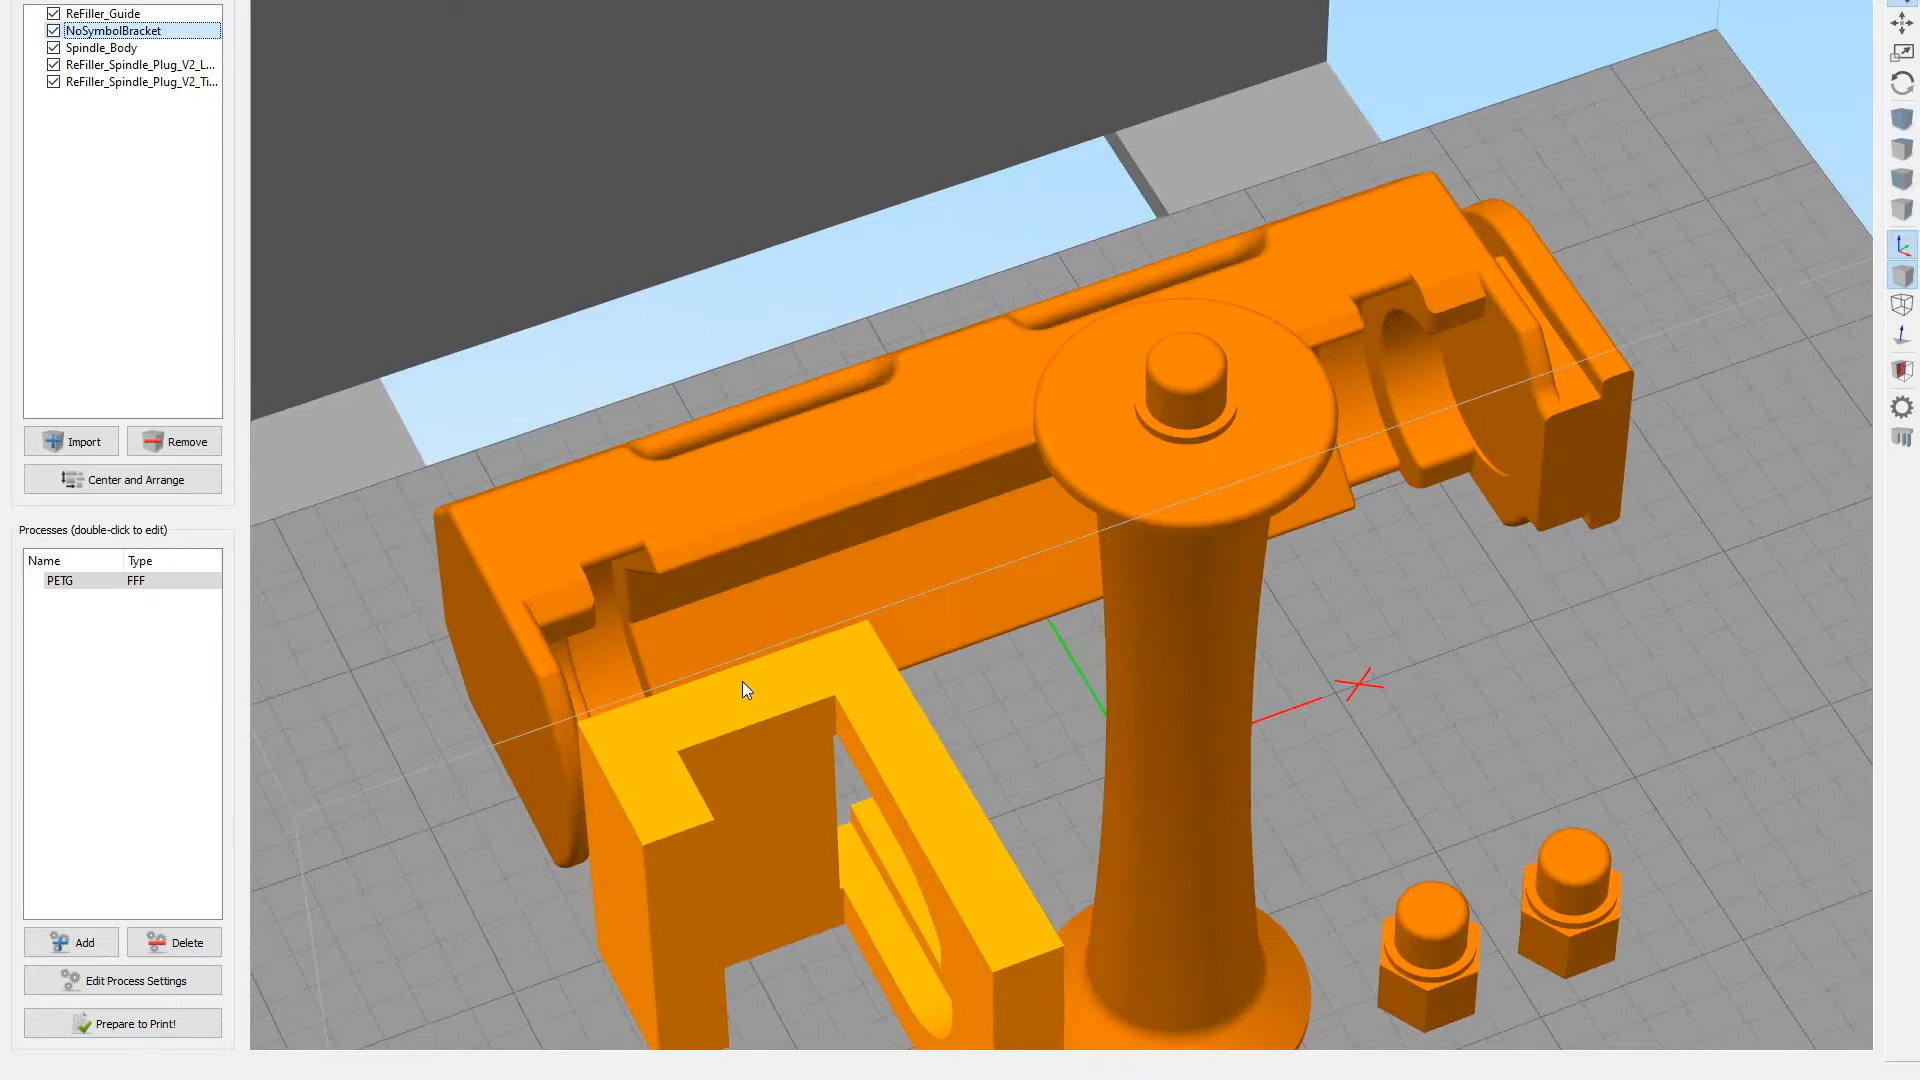 ReFiller_Guide
NoSymbolBracket
Spindle_Body
ReFiller_Spindle_Plug_V2_L...
ReFiller_Spindle_Plug_V2_Ti...
Import
Remove
Center and Arrange
Processes (double-click to edit)
Name Type
PETG FFF
Add
Delete
Edit Process Settings
Prepare to Print!